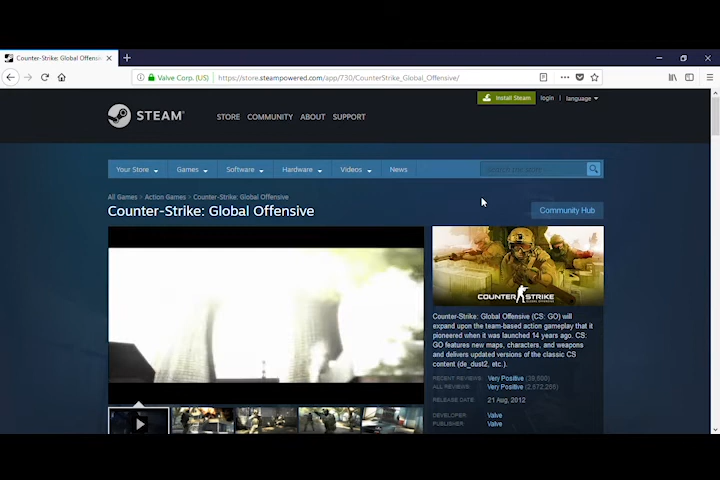 Counter-Strike: Global Offensive
Valve Corp. (US)
https://store.steampowered.com/app/730/CounterStrike_Global_Offensive/
Install Steam
login
language
STEAM
STORE
COMMUNITY
ABOUT
SUPPORT
Your Store
Games
Software
Hardware
Videos
News
search the store
All Games > Action Games > Counter-Strike: Global Offensive
Counter-Strike: Global Offensive
Community Hub
COUNTER STRIKE
Counter-Strike: Global Offensive (CS: GO) will
expand upon the team-based action gameplay that it
pioneered when it was launched 14 years ago. CS:
GO features new maps, characters, and weapons
and delivers updated versions of the classic CS
content (de_dust2, etc.).
RECENT REVIEWS: Very Positive
ALL REVIEWS: Very Positive
RELEASE DATE: 21 Aug, 2012
DEVELOPER: Valve
PUBLISHER: Valve